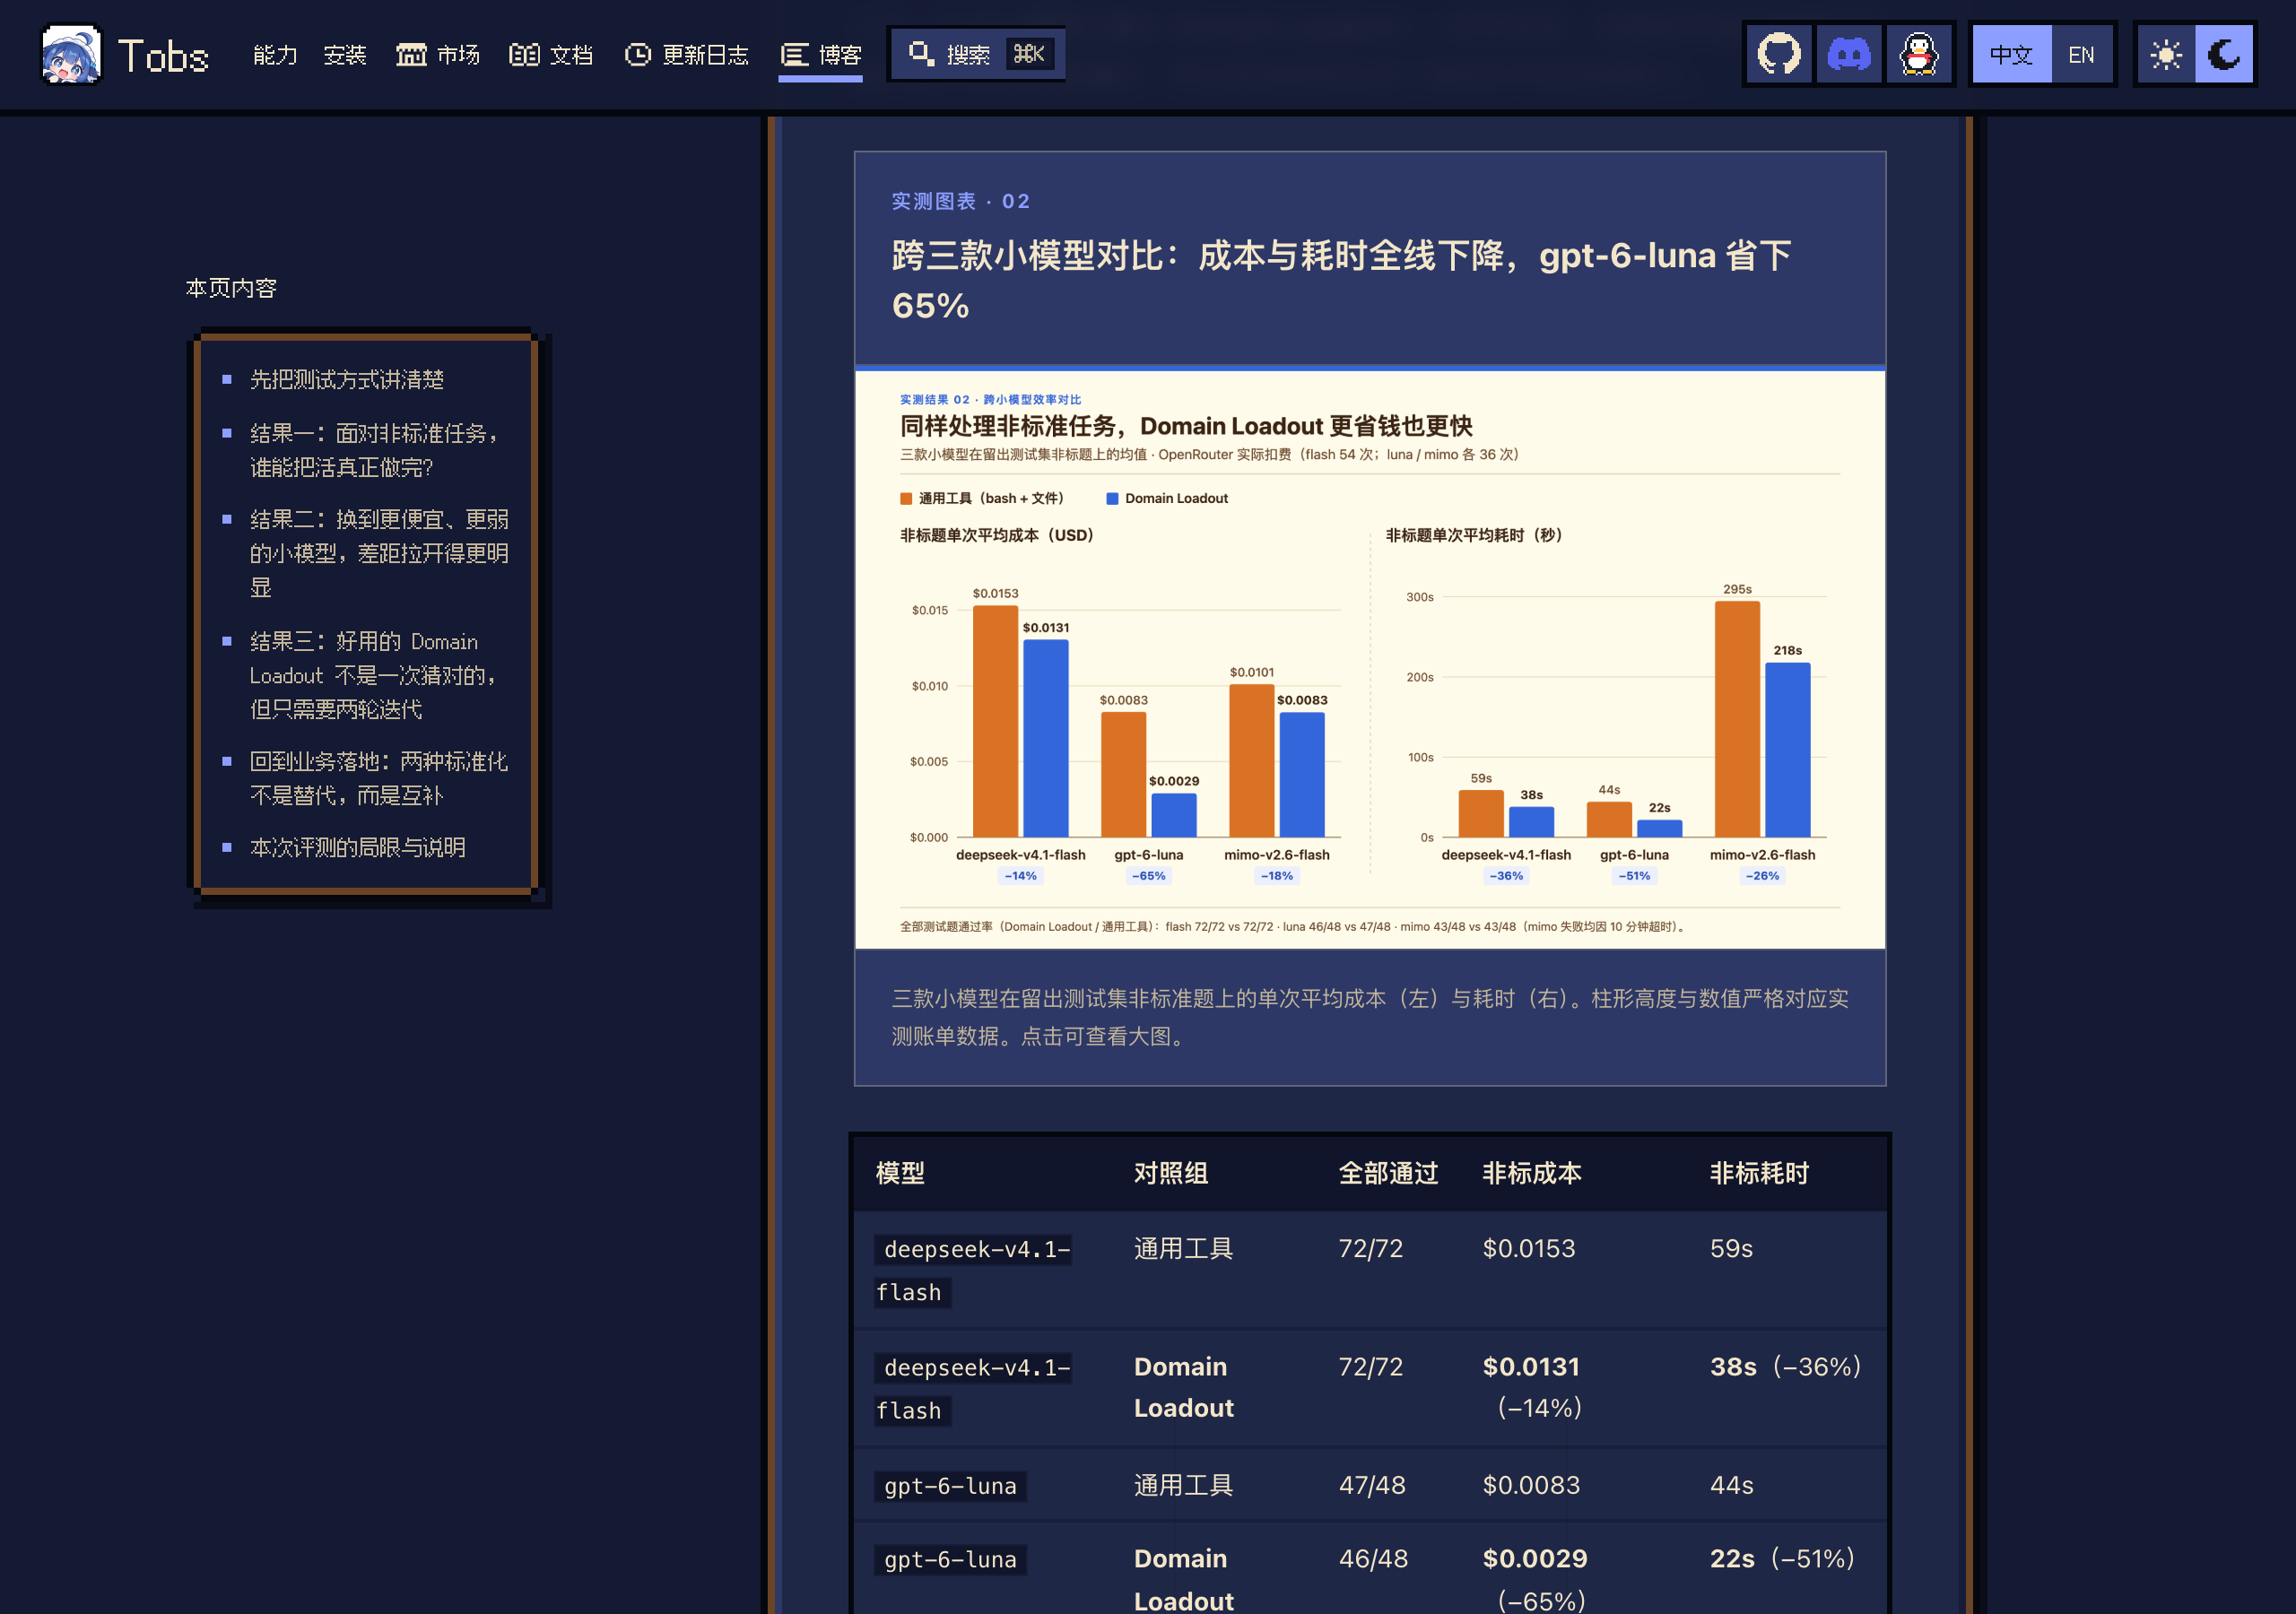 Tobs
能力 安装 市场 文档 更新日志 博客 搜索 ⌘K 中文 EN
本页内容
先把测试方式讲清楚
结果一：面对非标准任务，
谁能把活真正做完？
结果二：换到更便宜、更弱
的小模型，差距拉开得更明
显
结果三：好用的 Domain
Loadout 不是一次猜对的，
但只需要两轮迭代
回到业务落地：两种标准化
不是替代，而是互补
本次评测的局限与说明
实测图表 · 02
跨三款小模型对比：成本与耗时全线下降，gpt-6-luna 省下
65%
实测结果 02 · 跨小模型效率对比
同样处理非标准任务，Domain Loadout 更省钱也更快
三款小模型在留出测试集非标题上的均值 · OpenRouter 实际扣费（flash 54 次；luna / mimo 各 36 次）
通用工具（bash + 文件） Domain Loadout
非标题单次平均成本（USD）
$0.015
$0.010
$0.005
$0.000
$0.0153
$0.0131
$0.0083
$0.0029
$0.0101
$0.0083
deepseek-v4.1-flash gpt-6-luna mimo-v2.6-flash
−14% −65% −18%
非标题单次平均耗时（秒）
300s
200s
100s
0s
59s
38s
44s
22s
295s
218s
deepseek-v4.1-flash gpt-6-luna mimo-v2.6-flash
−36% −51% −26%
全部测试题通过率（Domain Loadout / 通用工具）：flash 72/72 vs 72/72 · luna 46/48 vs 47/48 · mimo 43/48 vs 43/48（mimo 失败均因 10 分钟超时）。
三款小模型在留出测试集非标准题上的单次平均成本（左）与耗时（右）。柱形高度与数值严格对应实
测账单数据。点击可查看大图。
模型 对照组 全部通过 非标成本 非标耗时
deepseek-v4.1- 通用工具 72/72 $0.0153 59s
flash
deepseek-v4.1- Domain 72/72 $0.0131 38s（−36%）
flash Loadout （−14%）
gpt-6-luna 通用工具 47/48 $0.0083 44s
gpt-6-luna Domain 46/48 $0.0029 22s（−51%）
Loadout （−65%）